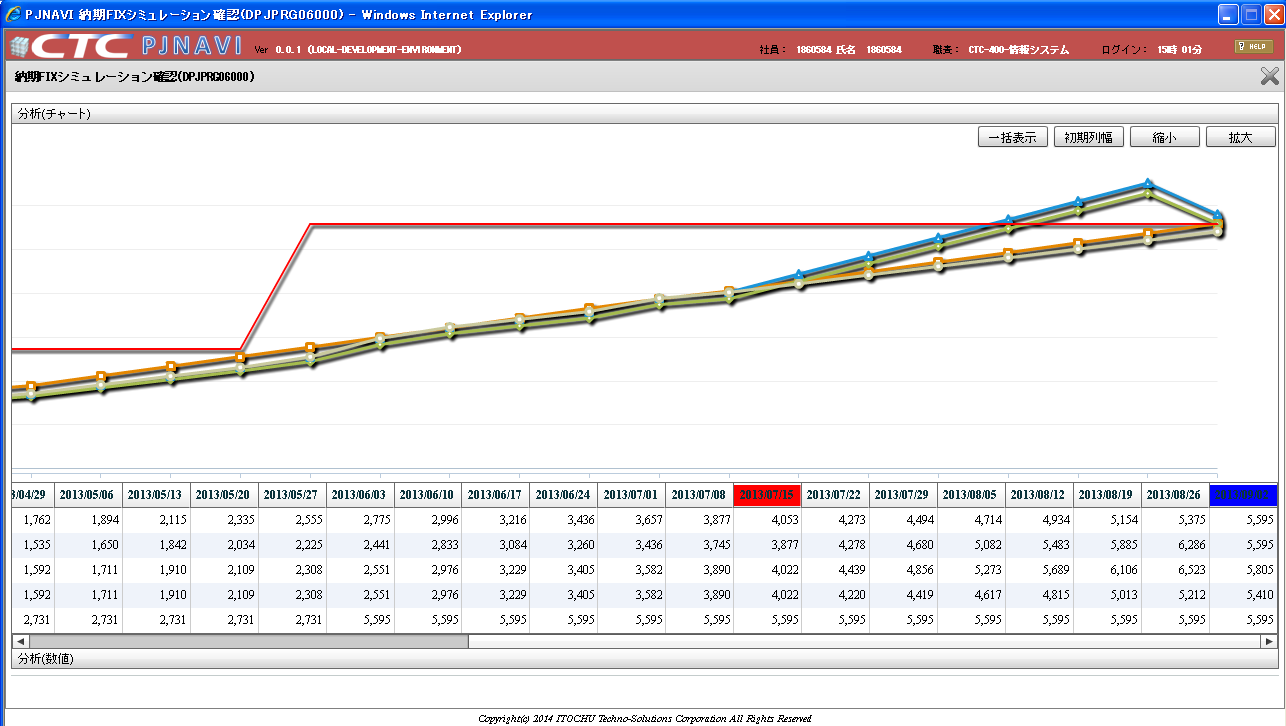 PJNAVI 納期FIXシミュレーション確認(DPJPRG06000) - Windows Internet Explorer
CTC PJNAVI Ver 0.0.1 (LOCAL-DEVELOPMENT-ENVIRONMENT) 社員： 1860584 氏名 1860584 職責： CTC-400-情報システム ログイン： 15時 01分 ? HELP
納期FIXシミュレーション確認(DPJPRG06000)
分析(チャート)
一括表示 初期列幅 縮小 拡大
3/04/29 2013/05/06 2013/05/13 2013/05/20 2013/05/27 2013/06/03 2013/06/10 2013/06/17 2013/06/24 2013/07/01 2013/07/08 2013/07/15 2013/07/22 2013/07/29 2013/08/05 2013/08/12 2013/08/19 2013/08/26
1,762 1,894 2,115 2,335 2,555 2,775 2,996 3,216 3,436 3,657 3,877 4,053 4,273 4,494 4,714 4,934 5,154 5,375 5,595
1,535 1,650 1,842 2,034 2,225 2,441 2,833 3,084 3,260 3,436 3,745 3,877 4,278 4,680 5,082 5,483 5,885 6,286 5,595
1,592 1,711 1,910 2,109 2,308 2,551 2,976 3,229 3,405 3,582 3,890 4,022 4,439 4,856 5,273 5,689 6,106 6,523 5,805
1,592 1,711 1,910 2,109 2,308 2,551 2,976 3,229 3,405 3,582 3,890 4,022 4,220 4,419 4,617 4,815 5,013 5,212 5,410
2,731 2,731 2,731 2,731 2,731 5,595 5,595 5,595 5,595 5,595 5,595 5,595 5,595 5,595 5,595 5,595 5,595 5,595 5,595
分析(数値)
Copyright(c) 2014 ITOCHU Techno-Solutions Corporation All Rights Reserved